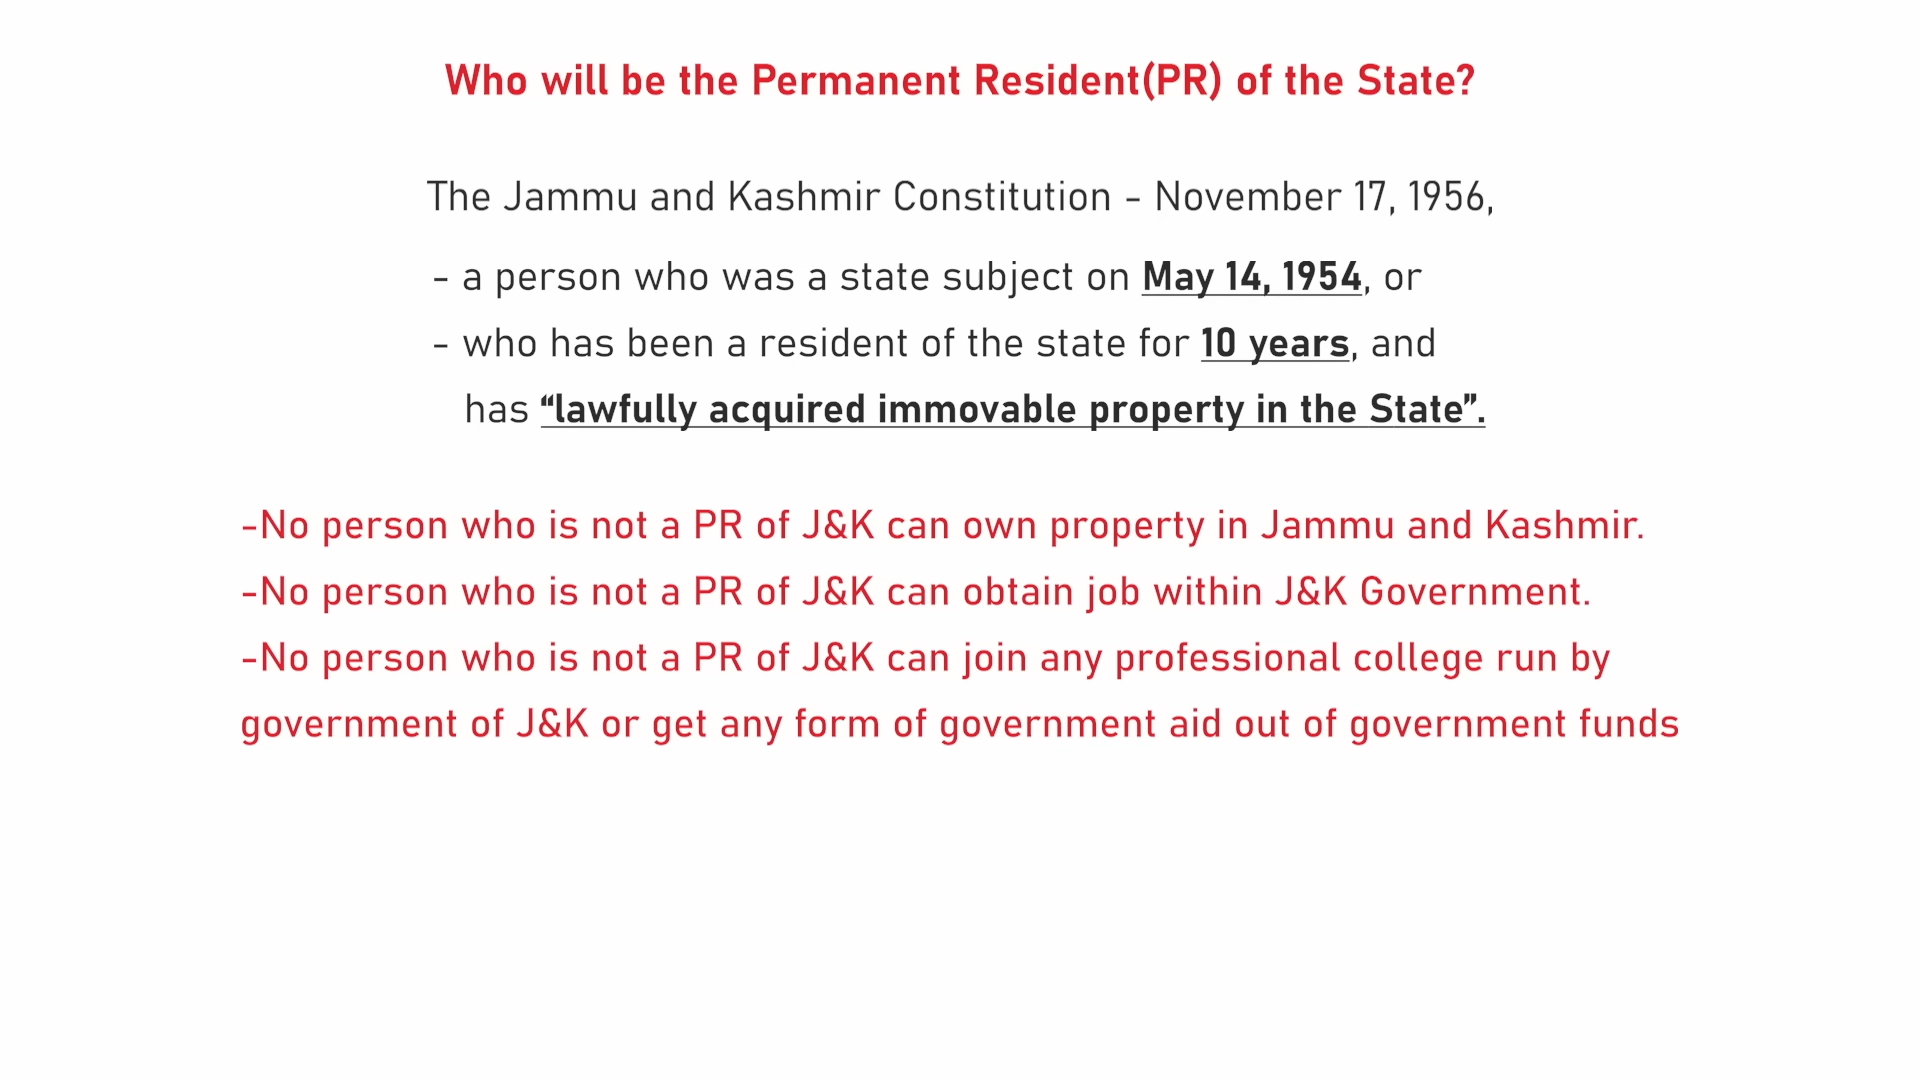 Who will be the Permanent Resident(PR) of the State?
The Jammu and Kashmir Constitution - November 17, 1956,
- a person who was a state subject on May 14, 1954, or
- who has been a resident of the state for 10 years, and
has “lawfully acquired immovable property in the State”.
-No person who is not a PR of J&K can own property in Jammu and Kashmir.
-No person who is not a PR of J&K can obtain job within J&K Government.
-No person who is not a PR of J&K can join any professional college run by
government of J&K or get any form of government aid out of government funds